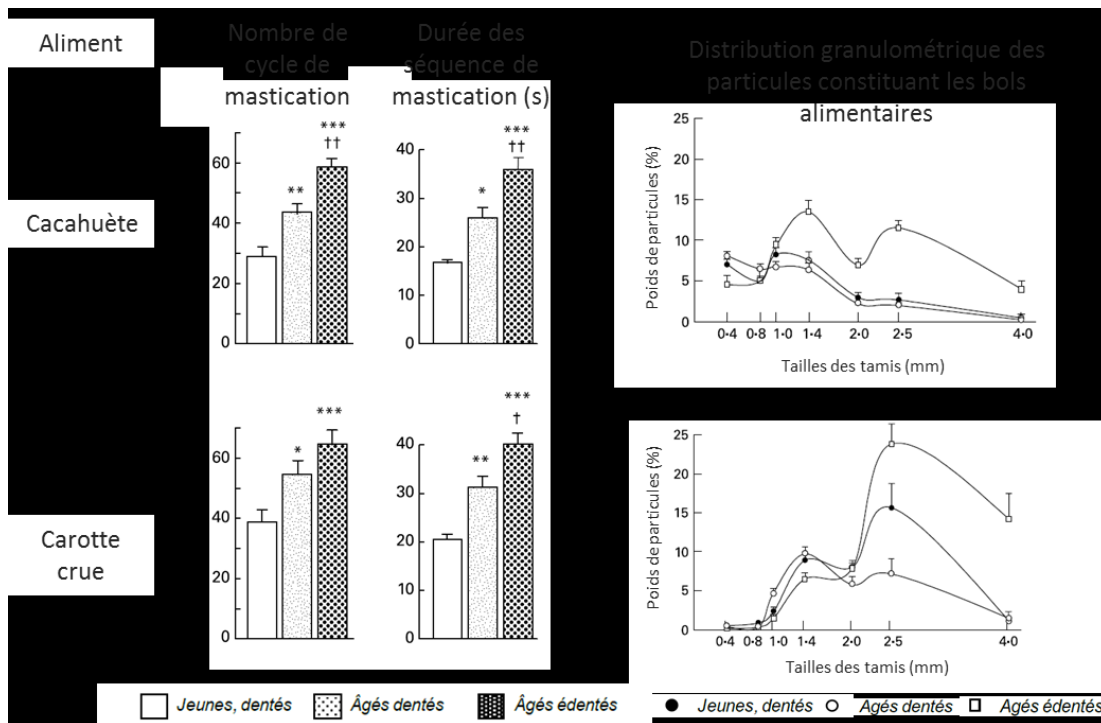 Aliment
Nombre de
cycle de
mastication
Durée des
séquence de
mastication (s)
Distribution granulométrique des
particules constituant les bols
alimentaires
Cacahuète
60
40
20
0
**
***
††
60
40
20
0
*
***
††
Poids de particules (%)
25
20
15
10
5
0
0·4 0·8 1·0 1·4 2·0 2·5 4·0
Tailles des tamis (mm)
Carotte
crue
60
40
20
0
*
***
40
30
20
10
0
**
***
†
Poids de particules (%)
25
20
15
10
5
0
0·4 0·8 1·0 1·4 2·0 2·5 4·0
Tailles des tamis (mm)
Jeunes, dentés Âgés dentés Âgés édentés
Jeunes, dentés Agés dentés Agés édentés